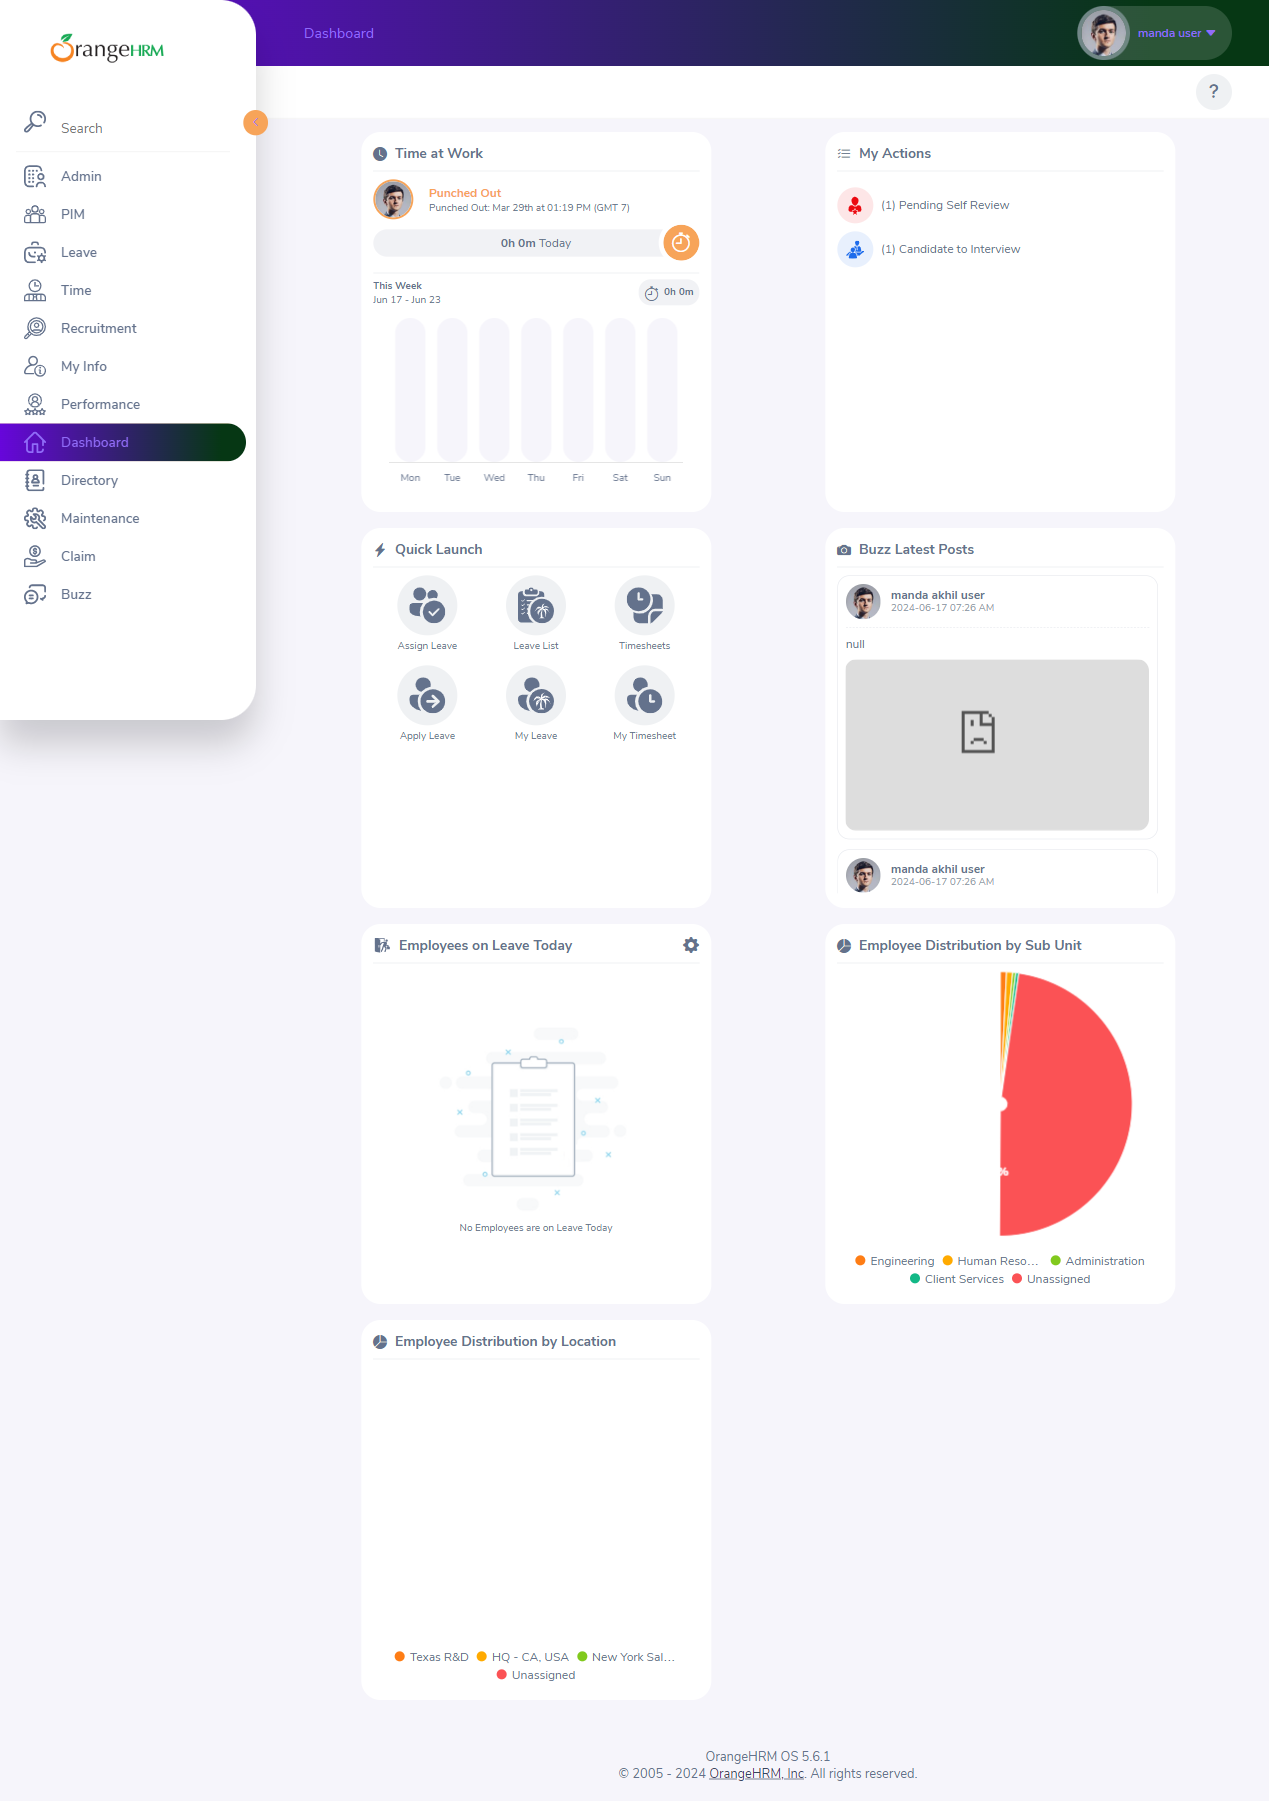 OrangeHRM
Search
Admin
PIM
Leave
Time
Recruitment
My Info
Performance
Dashboard
Directory
Maintenance
Claim
Buzz
Dashboard
manda user
?
Time at Work
Punched Out
Punched Out: Mar 29th at 01:19 PM (GMT 7)
0h 0m Today
This Week
Jun 17 - Jun 23
0h 0m
Mon Tue Wed Thu Fri Sat Sun
My Actions
(1) Pending Self Review
(1) Candidate to Interview
Quick Launch
Assign Leave
Leave List
Timesheets
Apply Leave
My Leave
My Timesheet
Buzz Latest Posts
manda akhil user
2024-06-17 07:26 AM
null
manda akhil user
2024-06-17 07:26 AM
Employees on Leave Today
No Employees are on Leave Today
Employee Distribution by Sub Unit
%
Engineering Human Reso... Administration
Client Services Unassigned
Employee Distribution by Location
Texas R&D HQ - CA, USA New York Sal...
Unassigned
OrangeHRM OS 5.6.1
© 2005 - 2024 OrangeHRM, Inc. All rights reserved.